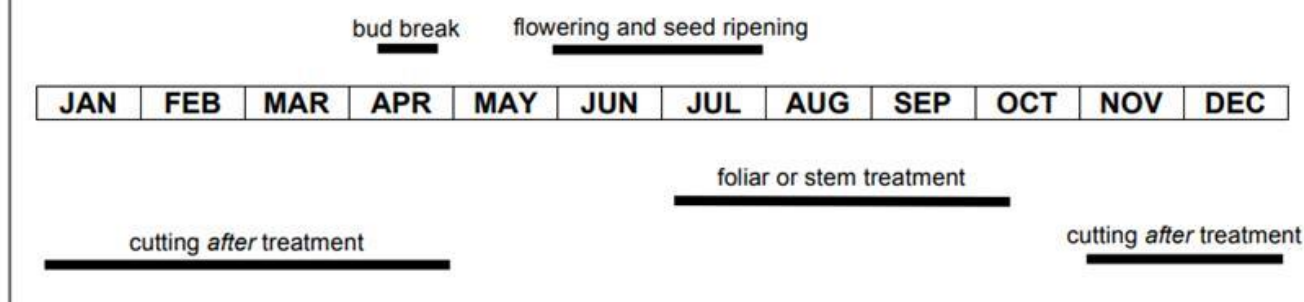 bud break
flowering and seed ripening
JAN FEB MAR APR MAY JUN JUL AUG SEP OCT NOV DEC
foliar or stem treatment
cutting after treatment
cutting after treatment